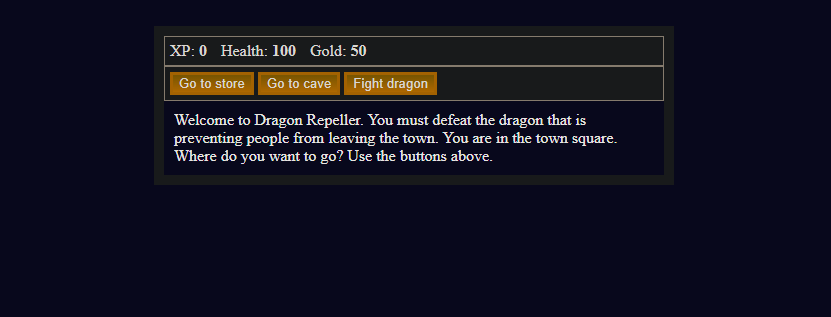 XP: 0 Health: 100 Gold: 50
Go to store Go to cave Fight dragon
Welcome to Dragon Repeller. You must defeat the dragon that is
preventing people from leaving the town. You are in the town square.
Where do you want to go? Use the buttons above.